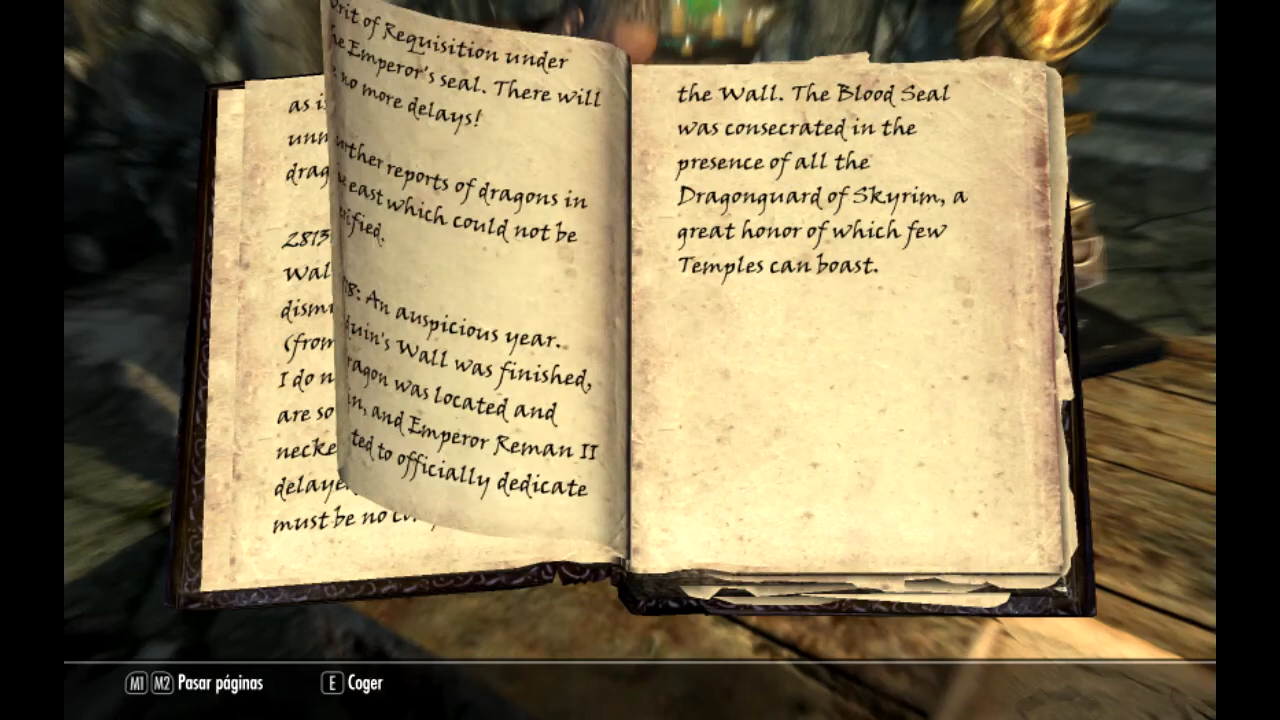 as i
unn
drag
2813
Wal
dism
(from
I do n
are so
necke
delaye
must be no
rit of Requisition under
he Emperor's seal. There will
no more delays!
urther reports of dragons in
east which could not be
rified.
8: An auspicious year.
duin's Wall was finished,
ragon was located and
in, and Emperor Reman II
ted to officially dedicate
the Wall. The Blood Seal
was consecrated in the
presence of all the
Dragonguard of Skyrim, a
great honor of which few
Temples can boast.
M1 M2 Pasar páginas
E Coger